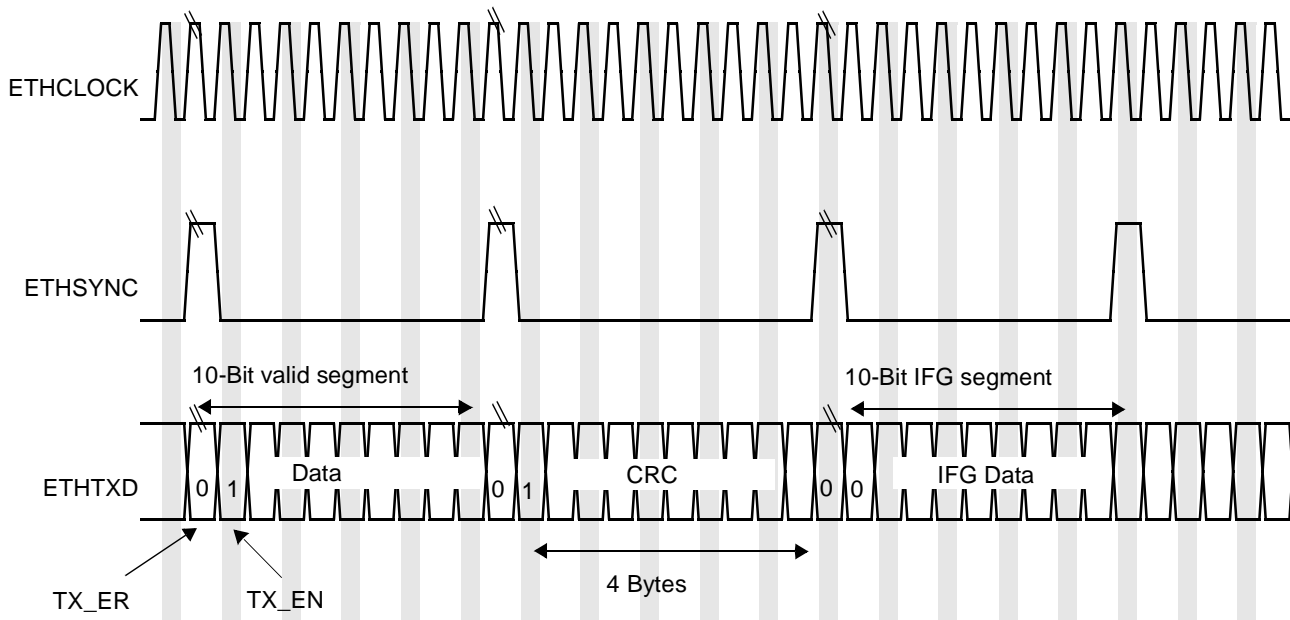 ETHCLOCK
ETHSYNC
10-Bit valid segment
10-Bit IFG segment
ETHTXD
0 1 Data 0 1 CRC 0 0 IFG Data
4 Bytes
TX_ER
TX_EN